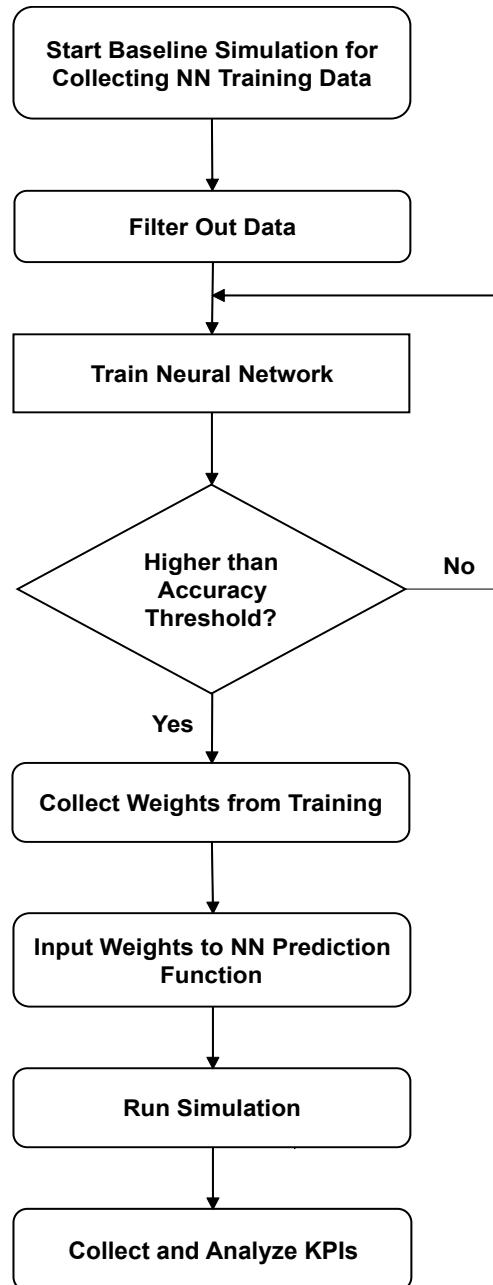 Start Baseline Simulation for
Collecting NN Training Data
Filter Out Data
Train Neural Network
Higher than
Accuracy
Threshold?
No
Yes
Collect Weights from Training
Input Weights to NN Prediction
Function
Run Simulation
Collect and Analyze KPIs